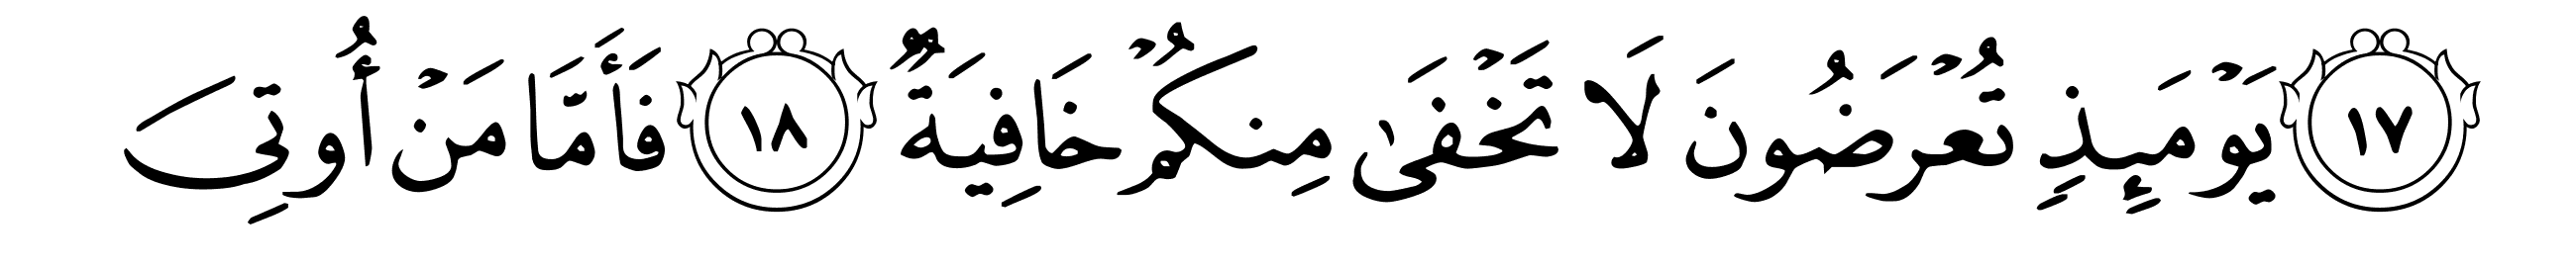 ١٧ يَوۡمَئِذٖ تُعۡرَضُونَ لَا تَخۡفَىٰ مِنكُمۡ خَافِيَةٞ ١٨ فَأَمَّا مَنۡ أُوتِيَ